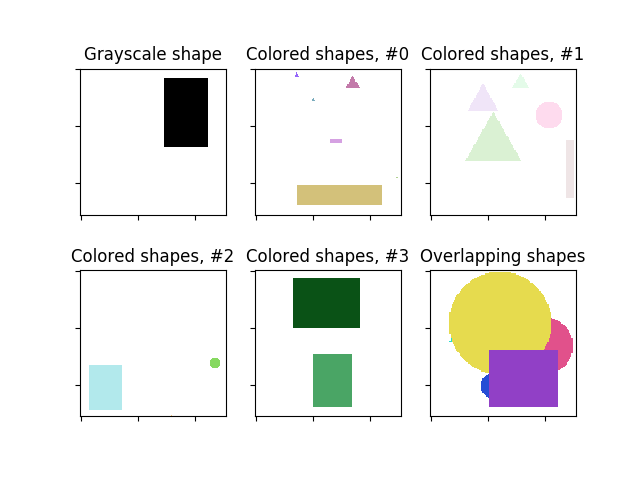 Grayscale shape
Colored shapes, #0
Colored shapes, #1
Colored shapes, #2
Colored shapes, #3
Overlapping shapes